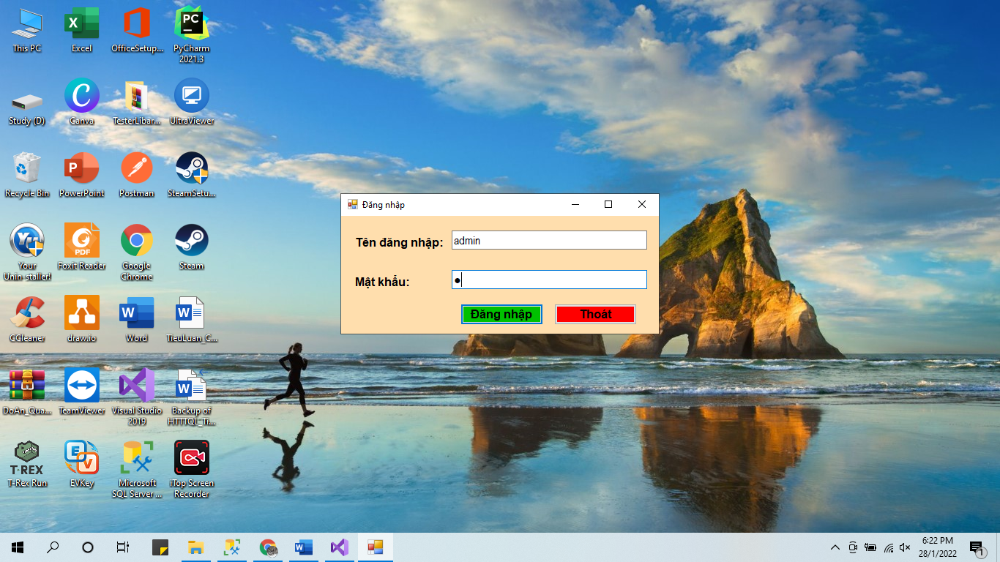 This PC
Excel
OfficeSetup...
PyCharm
2021.3
Study (D)
Canva
TesterLibar...
UltraViewer
Recycle Bin
PowerPoint
Postman
SteamSetu...
Your
Unin-staller!
Foxit Reader
Google
Chrome
Steam
CCleaner
draw.io
Word
TieuLuan_C...
DoAn_Qua...
TeamViewer
Visual Studio
2019
Backup of
HTTTQL_Ti...
T-REX
T-Rex Run
EVKey
Microsoft
SQL Server ...
iTop Screen
Recorder
Đăng nhập
Tên đăng nhập: admin
Mật khẩu: ●
Đăng nhập Thoát
6:22 PM
28/1/2022
1